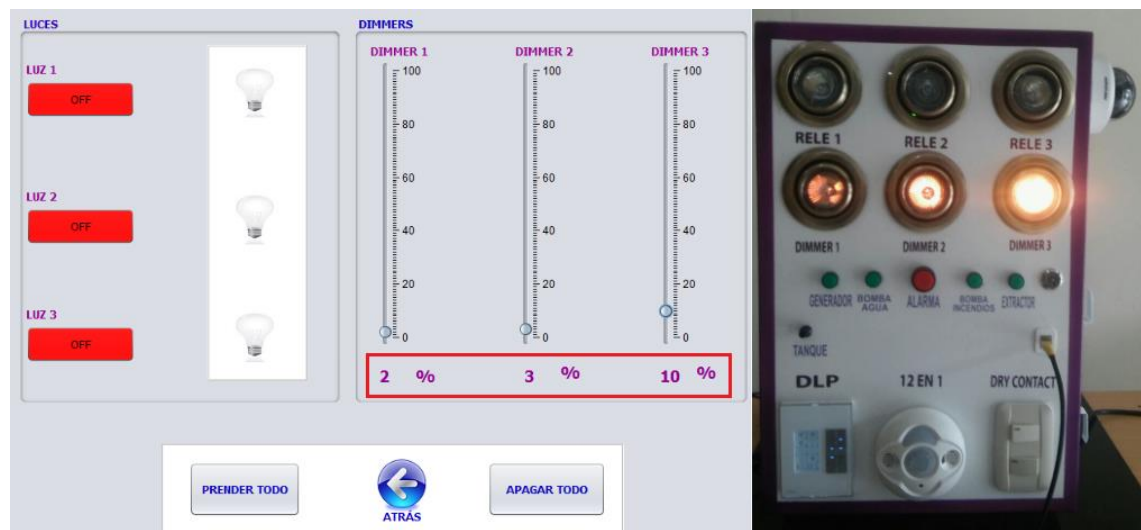 LUCES
LUZ 1
OFF
LUZ 2
OFF
LUZ 3
OFF
DIMMERS
DIMMER 1 DIMMER 2 DIMMER 3
100 100 100
80 80 80
60 60 60
40 40 40
20 20 20
0 0 0
2 % 3 % 10 %
PRENDER TODO
ATRÁS
APAGAR TODO
RELE 1 RELE 2 RELE 3
DIMMER 1 DIMMER 2 DIMMER 3
GENERADOR BOMBA AGUA ALARMA BOMBA INCENDIOS EXTRACTOR
TANQUE
DLP 12 EN 1 DRY CONTACT